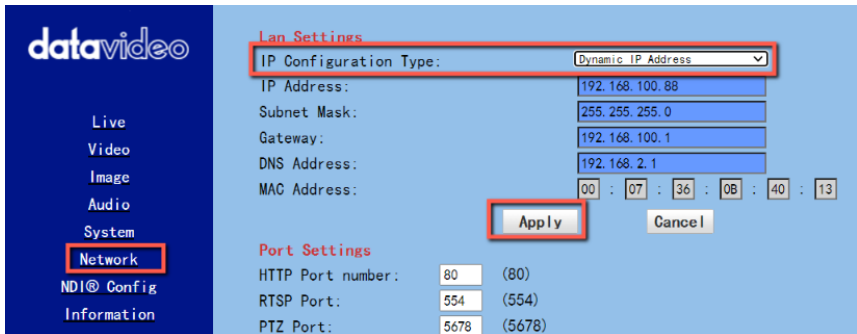 datavideo
Live
Video
Image
Audio
System
Network
NDI® Config
Information
Lan Settings
IP Configuration Type: Dynamic IP Address
IP Address: 192.168.100.88
Subnet Mask: 255.255.255.0
Gateway: 192.168.100.1
DNS Address: 192.168.2.1
MAC Address: 00 : 07 : 36 : 0B : 40 : 13
Apply Cancel
Port Settings
HTTP Port number: 80 (80)
RTSP Port: 554 (554)
PTZ Port: 5678 (5678)